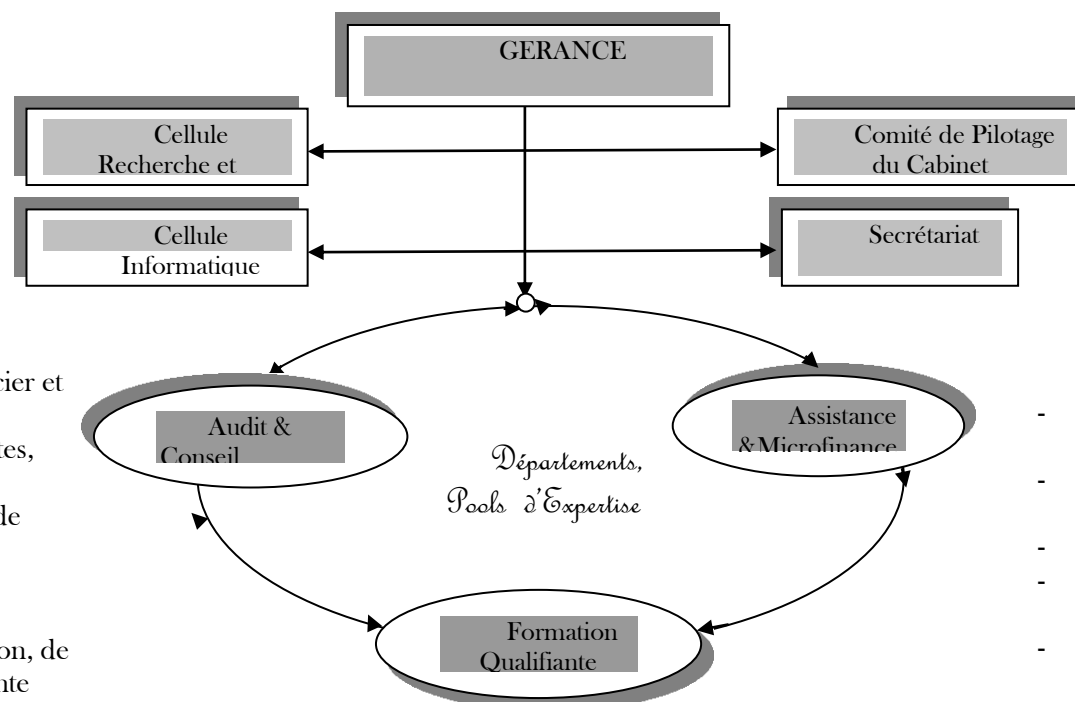 GERANCE
Cellule
Recherche et
Comité de Pilotage
du Cabinet
Cellule
Informatique
Secrétariat
cier et
tes,
de
on, de
nte
Audit &
Conseil
Départements,
Pools d'Expertise
Assistance
&Microfinance
-
-
-
-
-
Formation
Qualifiante